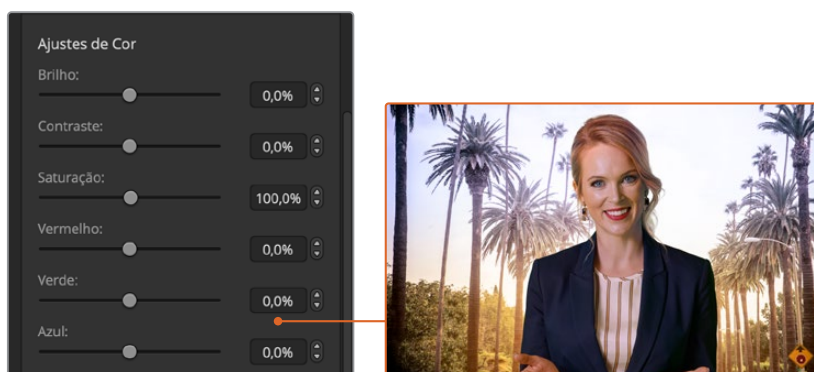 Ajustes de Cor
Brilho:
0,0%
Contraste:
0,0%
Saturação:
100,0%
Vermelho:
0,0%
Verde:
0,0%
Azul:
0,0%